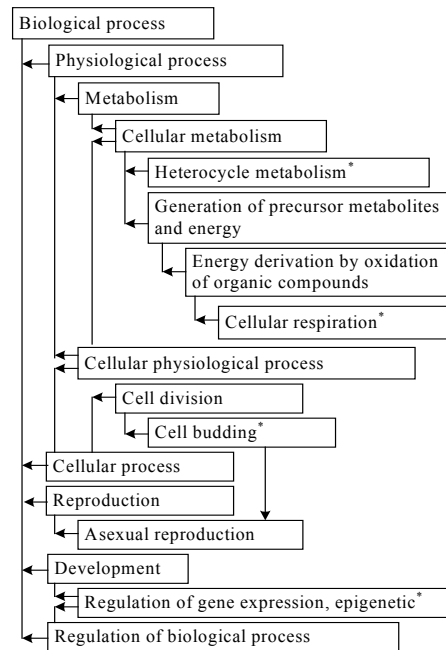 Biological process
Physiological process
Metabolism
Cellular metabolism
Heterocycle metabolism*
Generation of precursor metabolites
and energy
Energy derivation by oxidation
of organic compounds
Cellular respiration*
Cellular physiological process
Cell division
Cell budding*
Cellular process
Reproduction
Asexual reproduction
Development
Regulation of gene expression, epigenetic*
Regulation of biological process